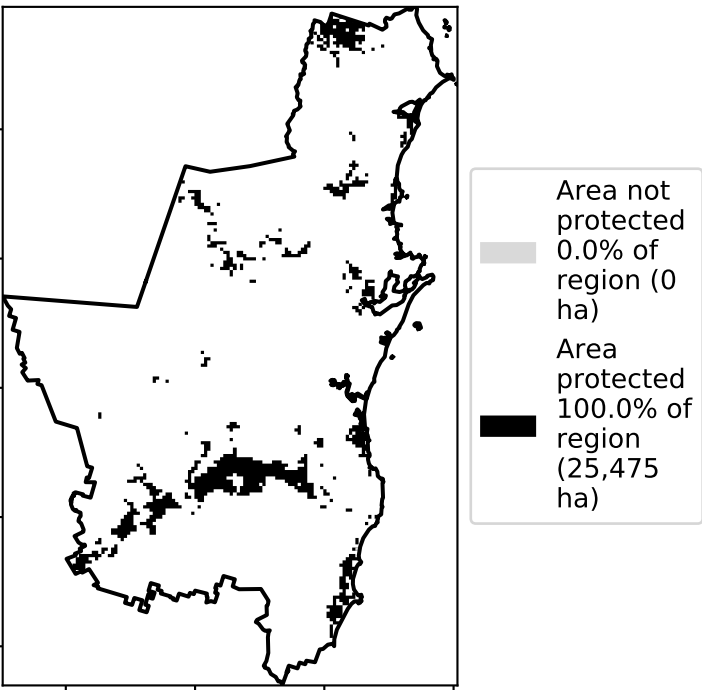 Area not
protected
0.0% of
region (0
ha)
Area
protected
100.0% of
region
(25,475
ha)